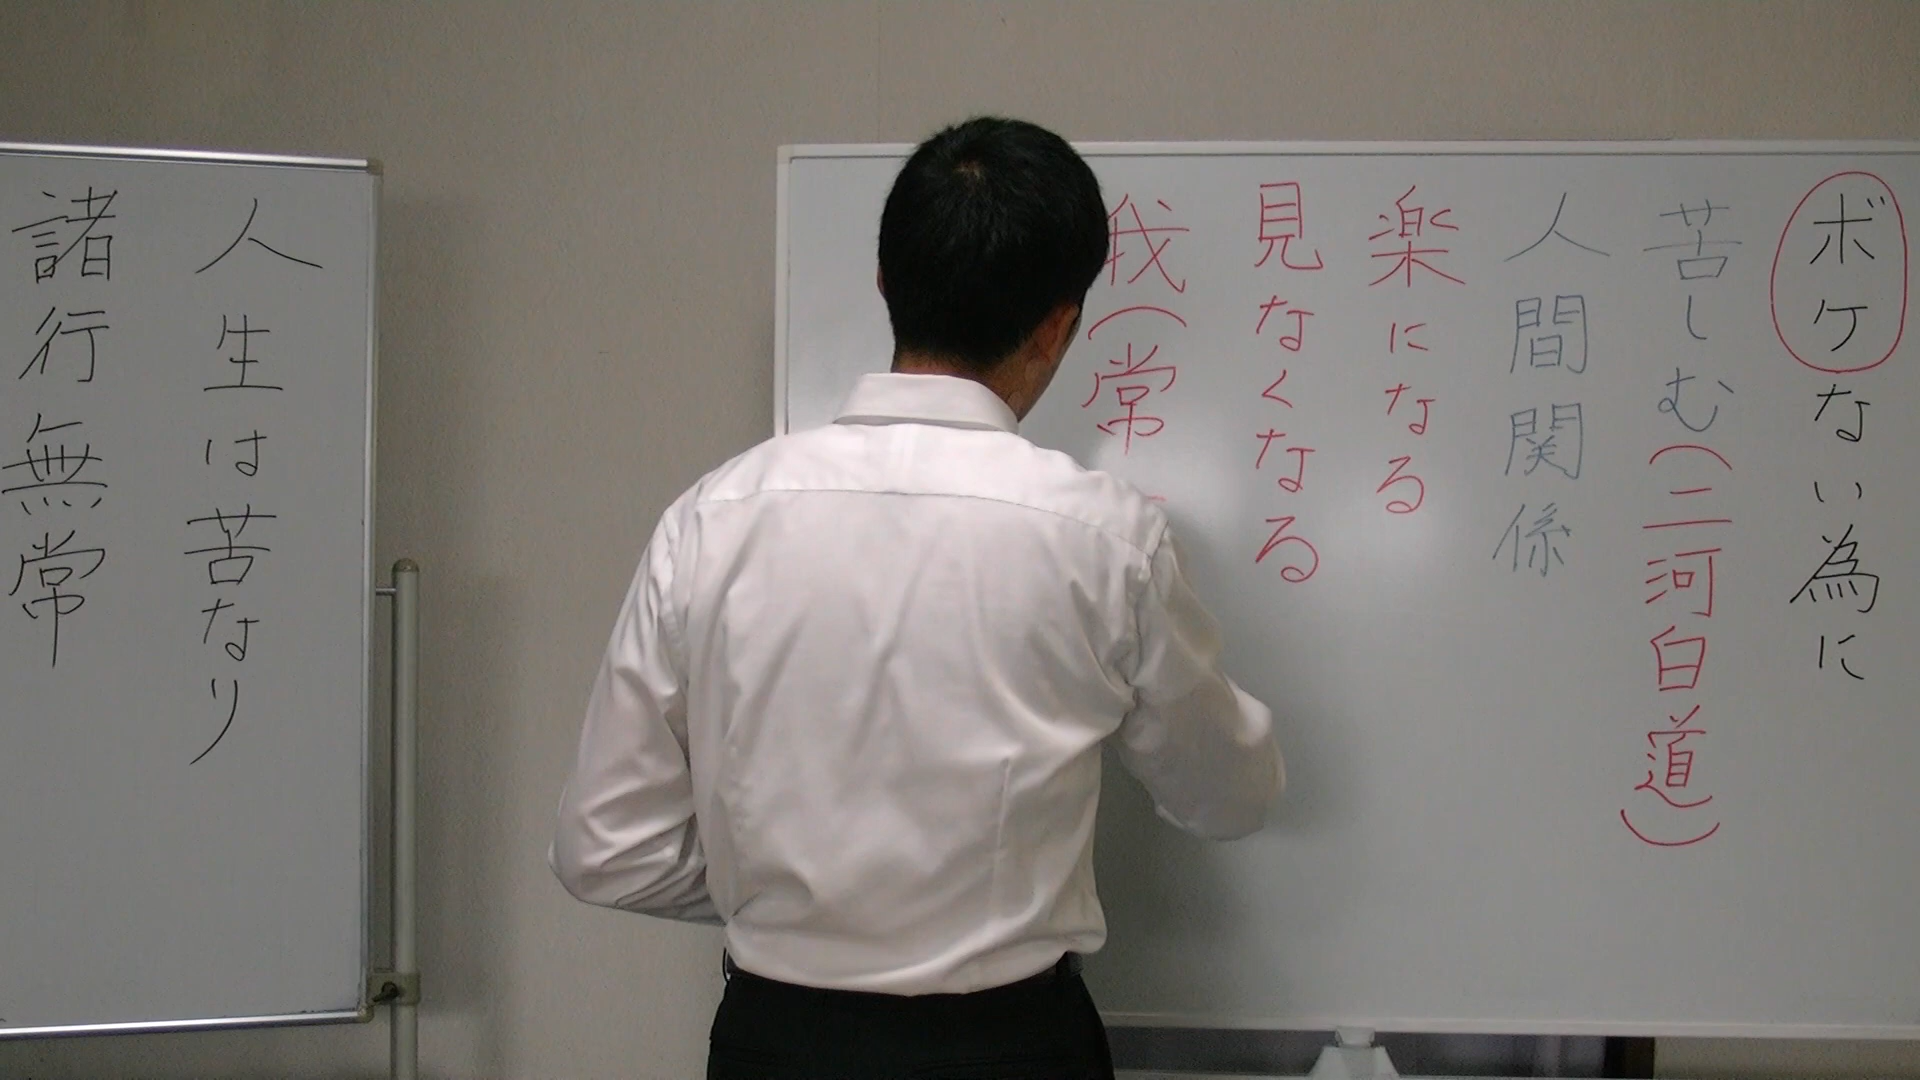 ボケない為に
苦しむ(二河白道)
人間関係
楽になる
見なくなる
我(常一
人生は苦なり
諸行無常